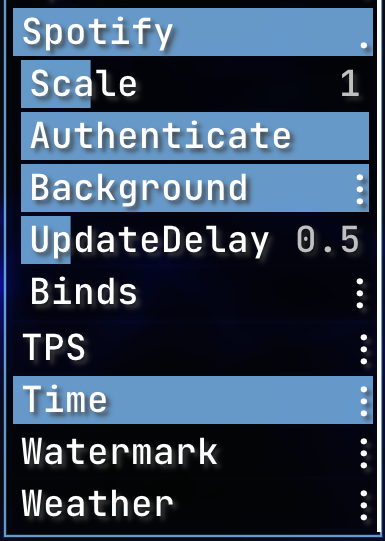 Spotify .
Scale 1
Authenticate
Background
UpdateDelay 0.5
Binds
TPS
Time
Watermark
Weather